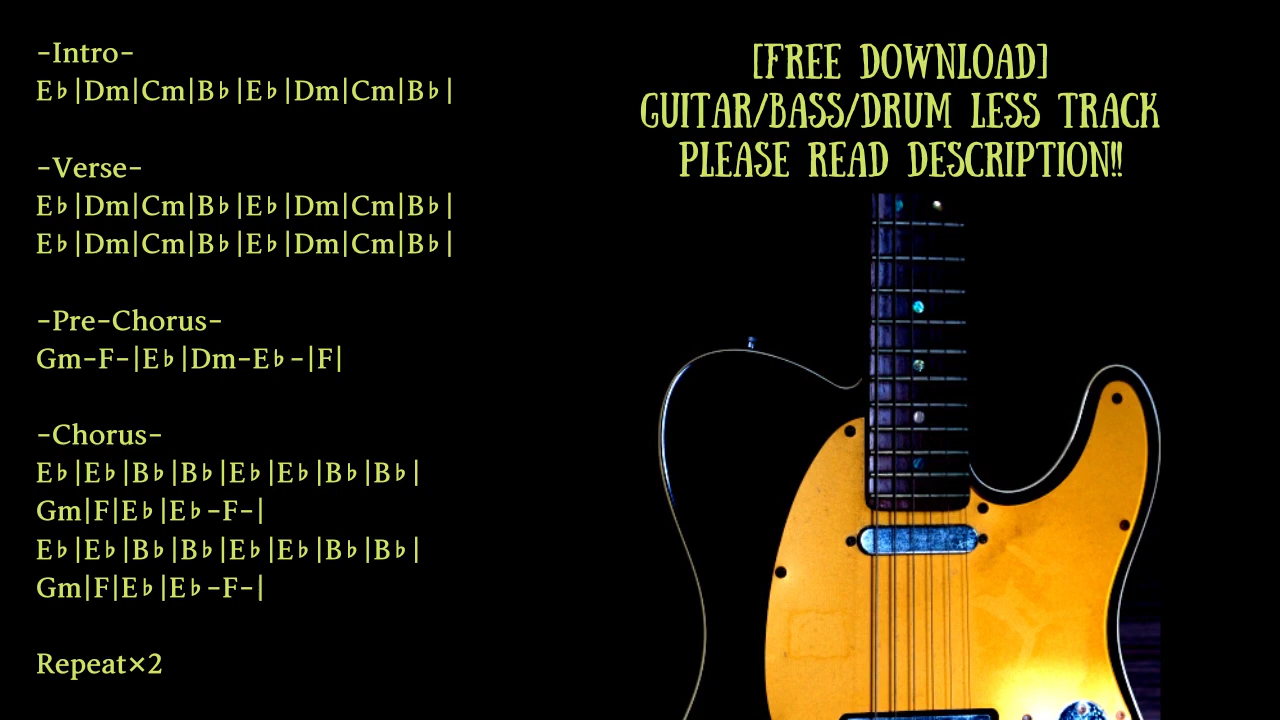 -Intro-
E♭|Dm|Cm|B♭|E♭|Dm|Cm|B♭|
-Verse-
E♭|Dm|Cm|B♭|E♭|Dm|Cm|B♭|
E♭|Dm|Cm|B♭|E♭|Dm|Cm|B♭|
-Pre-Chorus-
Gm-F-|E♭|Dm-E♭-|F|
-Chorus-
E♭|E♭|B♭|B♭|E♭|E♭|B♭|B♭|
Gm|F|E♭|E♭-F-|
E♭|E♭|B♭|B♭|E♭|E♭|B♭|B♭|
Gm|F|E♭|E♭-F-|
Repeat×2
[FREE DOWNLOAD]
GUITAR/BASS/DRUM LESS TRACK
PLEASE READ DESCRIPTION!!